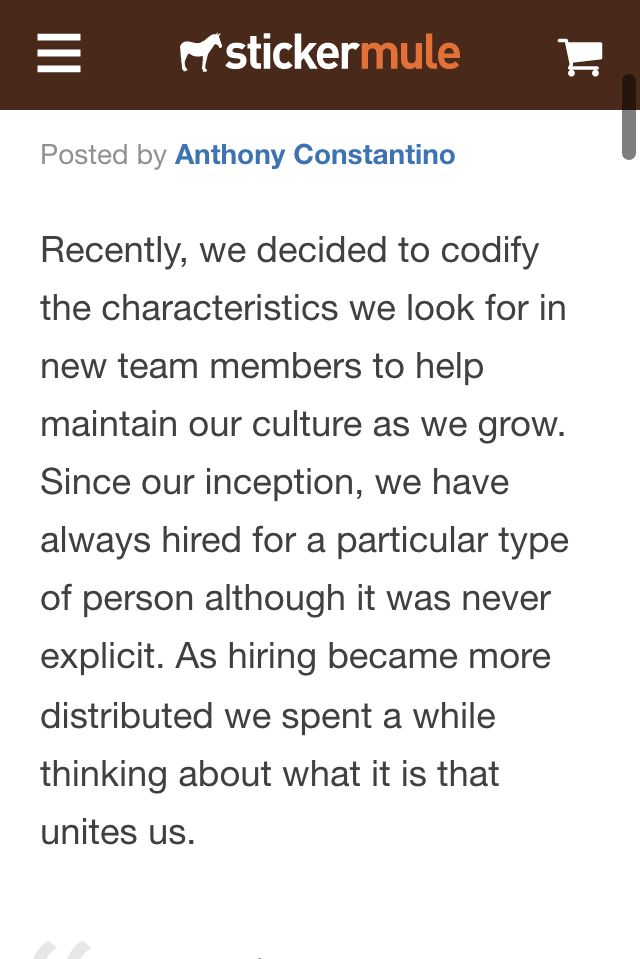 stickermule
Posted by Anthony Constantino
Recently, we decided to codify
the characteristics we look for in
new team members to help
maintain our culture as we grow.
Since our inception, we have
always hired for a particular type
of person although it was never
explicit. As hiring became more
distributed we spent a while
thinking about what it is that
unites us.
“